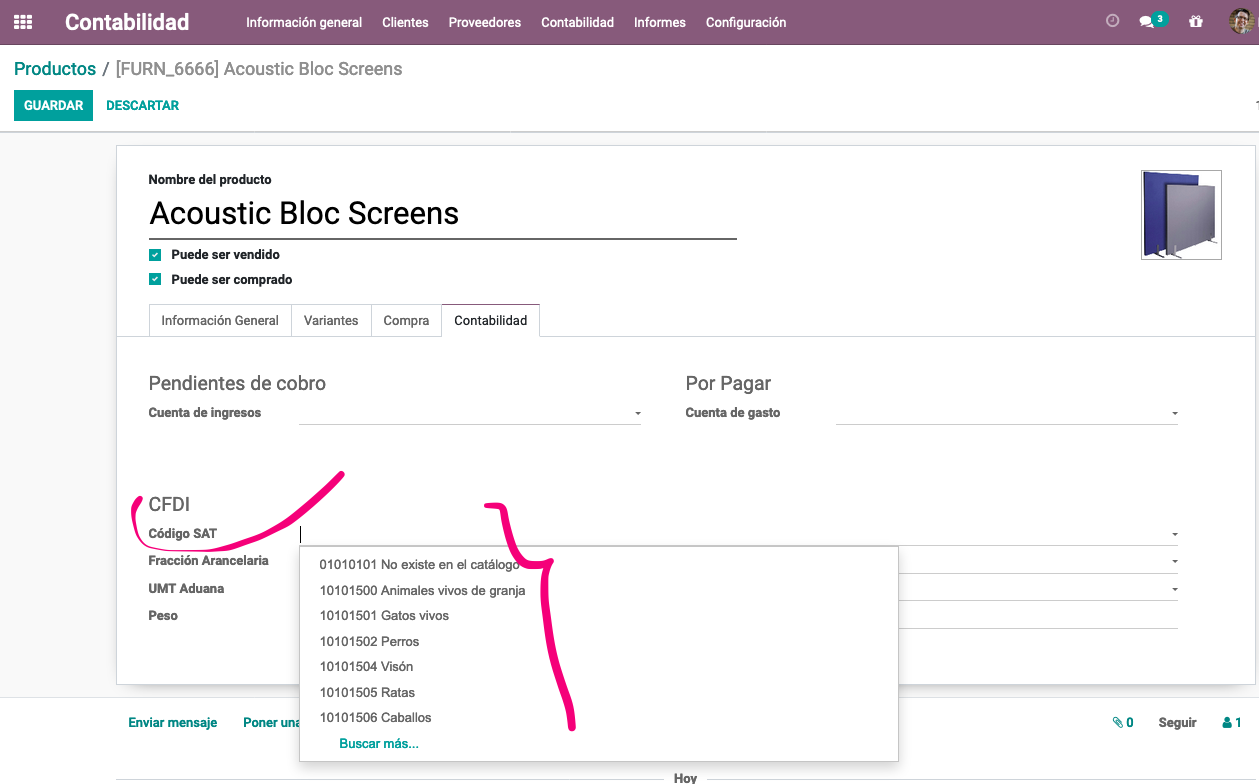 Contabilidad Información general Clientes Proveedores Contabilidad Informes Configuración 3
Productos / [FURN_6666] Acoustic Bloc Screens
GUARDAR DESCARTAR
Nombre del producto
Acoustic Bloc Screens
Puede ser vendido
Puede ser comprado
Información General Variantes Compra Contabilidad
Pendientes de cobro Por Pagar
Cuenta de ingresos Cuenta de gasto
CFDI
Código SAT
Fracción Arancelaria
UMT Aduana
Peso
01010101 No existe en el catálogo
10101500 Animales vivos de granja
10101501 Gatos vivos
10101502 Perros
10101504 Visón
10101505 Ratas
10101506 Caballos
Buscar más...
Enviar mensaje Poner una 0 Seguir 1
Hoy